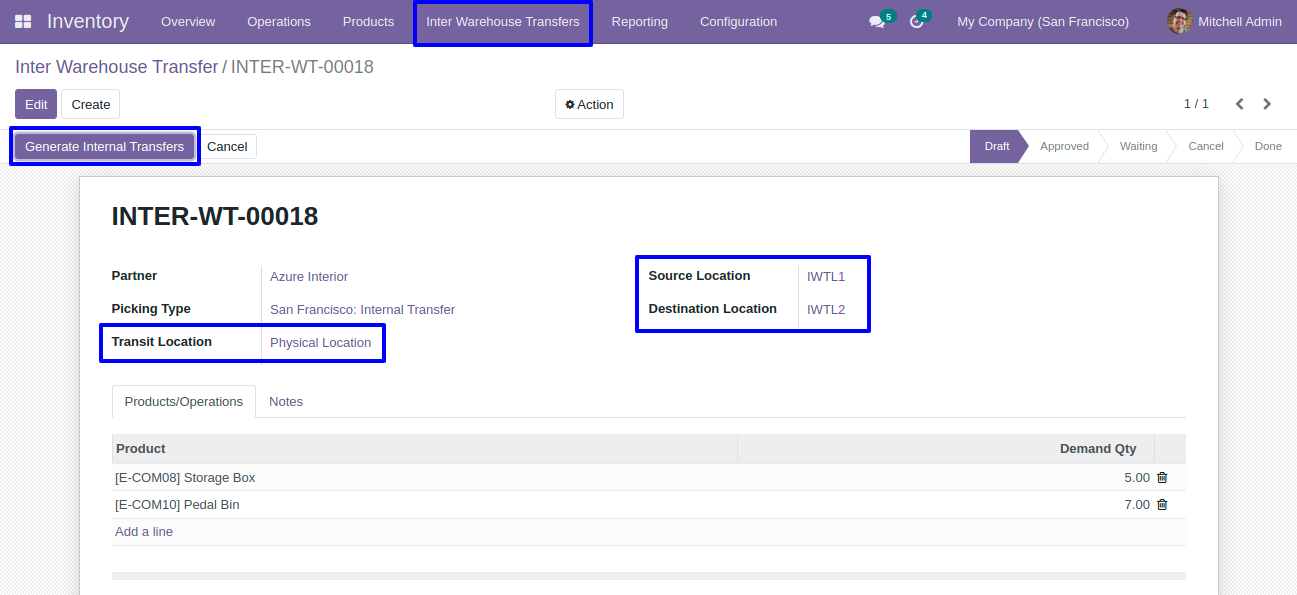 Inventory Overview Operations Products Inter Warehouse Transfers Reporting Configuration 5 4 My Company (San Francisco) Mitchell Admin
Inter Warehouse Transfer / INTER-WT-00018
Edit Create Action 1 / 1
Generate Internal Transfers Cancel Draft Approved Waiting Cancel Done
INTER-WT-00018
Partner Azure Interior Source Location IWTL1
Picking Type San Francisco: Internal Transfer Destination Location IWTL2
Transit Location Physical Location
Products/Operations Notes
Product Demand Qty
[E-COM08] Storage Box 5.00
[E-COM10] Pedal Bin 7.00
Add a line